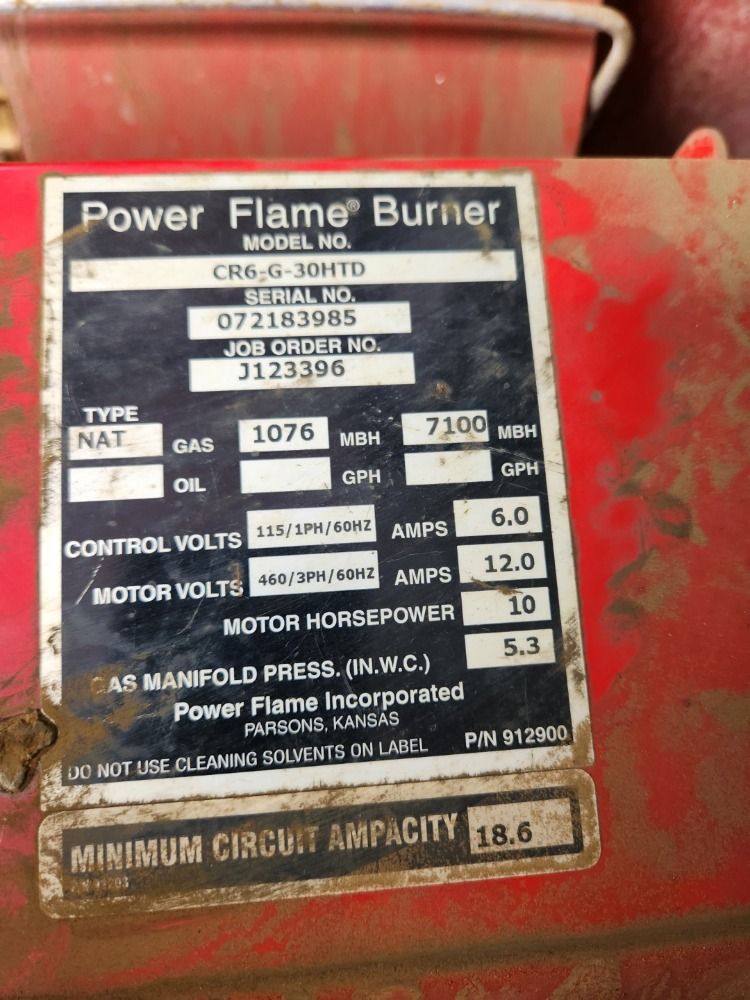 Power Flame® Burner
MODEL NO.
CR6-G-30HTD
SERIAL NO.
072183985
JOB ORDER NO.
J123396
TYPE
NAT GAS 1076 MBH 7100 MBH
OIL GPH GPH
CONTROL VOLTS 115/1PH/60HZ AMPS 6.0
MOTOR VOLTS 460/3PH/60HZ AMPS 12.0
MOTOR HORSEPOWER 10
AS MANIFOLD PRESS. (IN.W.C.) 5.3
Power Flame Incorporated
PARSONS, KANSAS
DO NOT USE CLEANING SOLVENTS ON LABEL P/N 912900
MINIMUM CIRCUIT AMPACITY 18.6